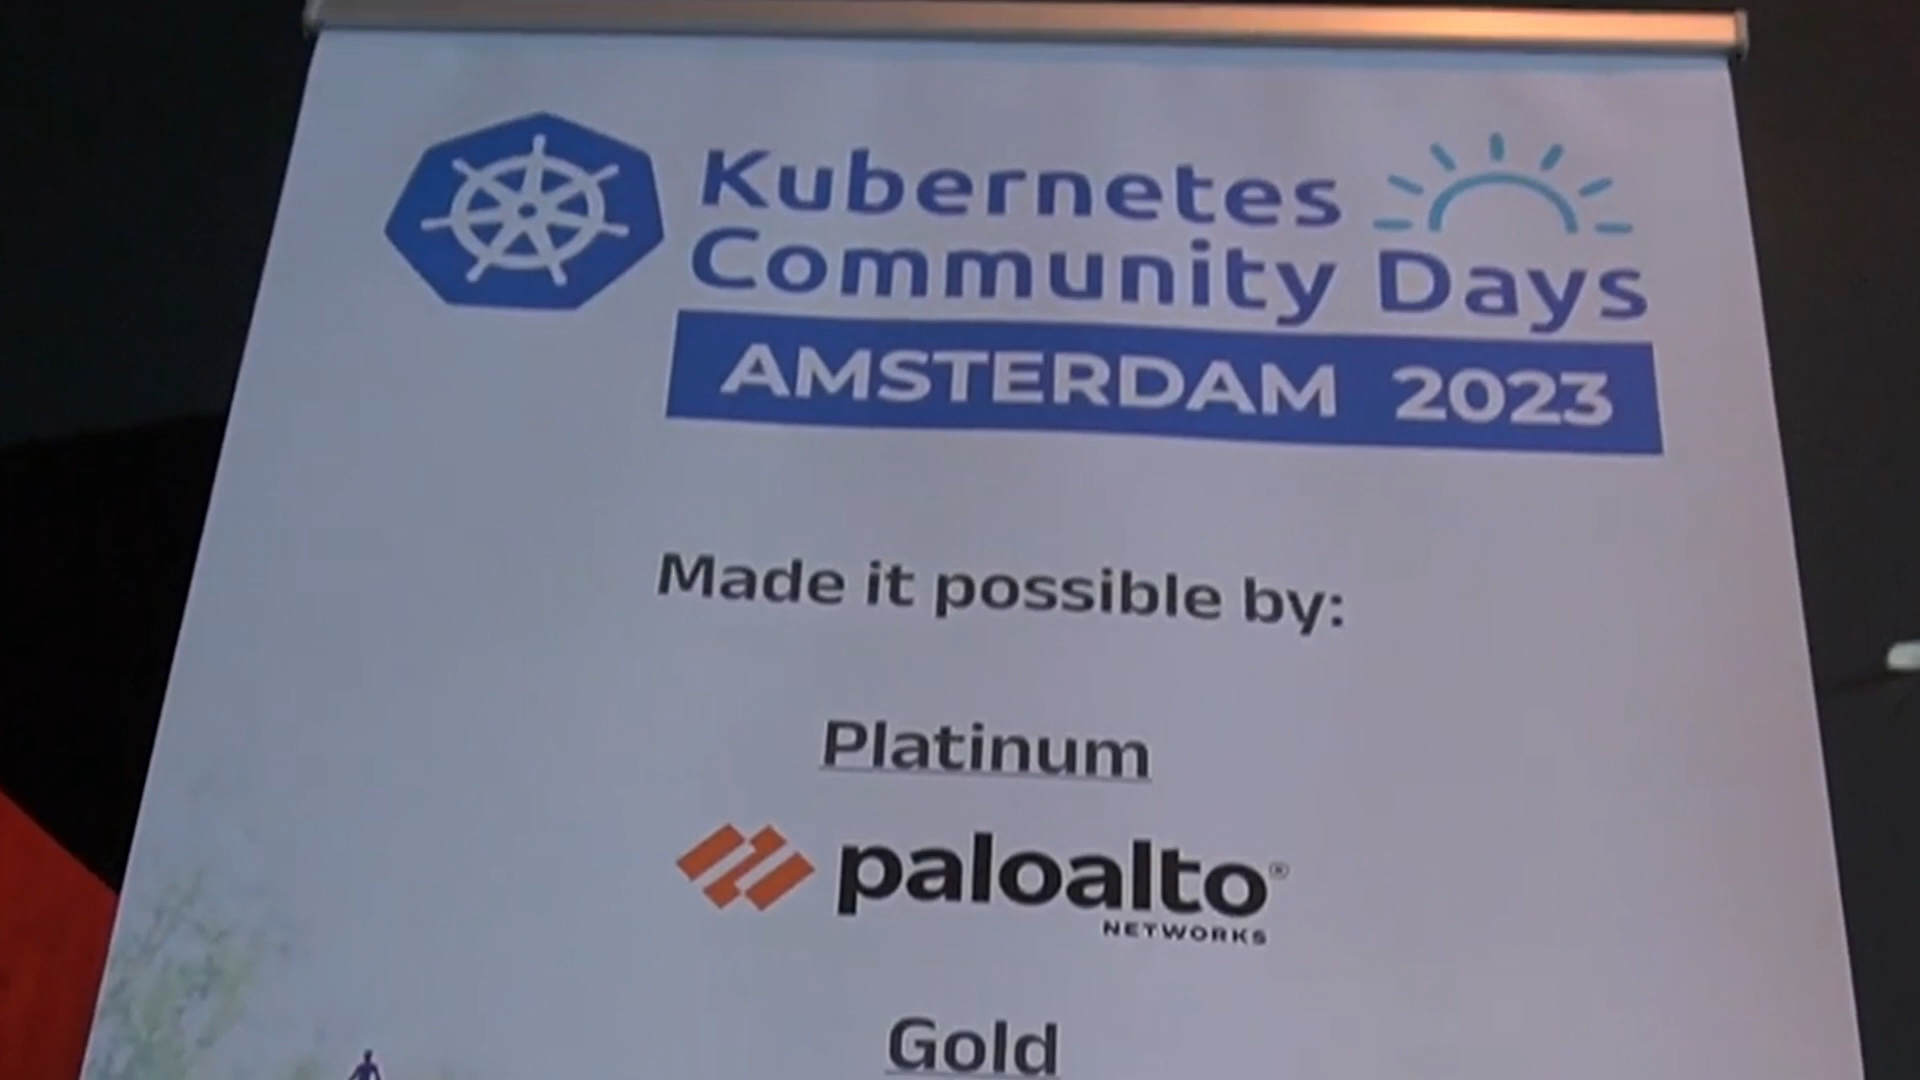 Kubernetes
Community Days
AMSTERDAM 2023
Made it possible by:
Platinum
paloalto®
NETWORKS
Gold